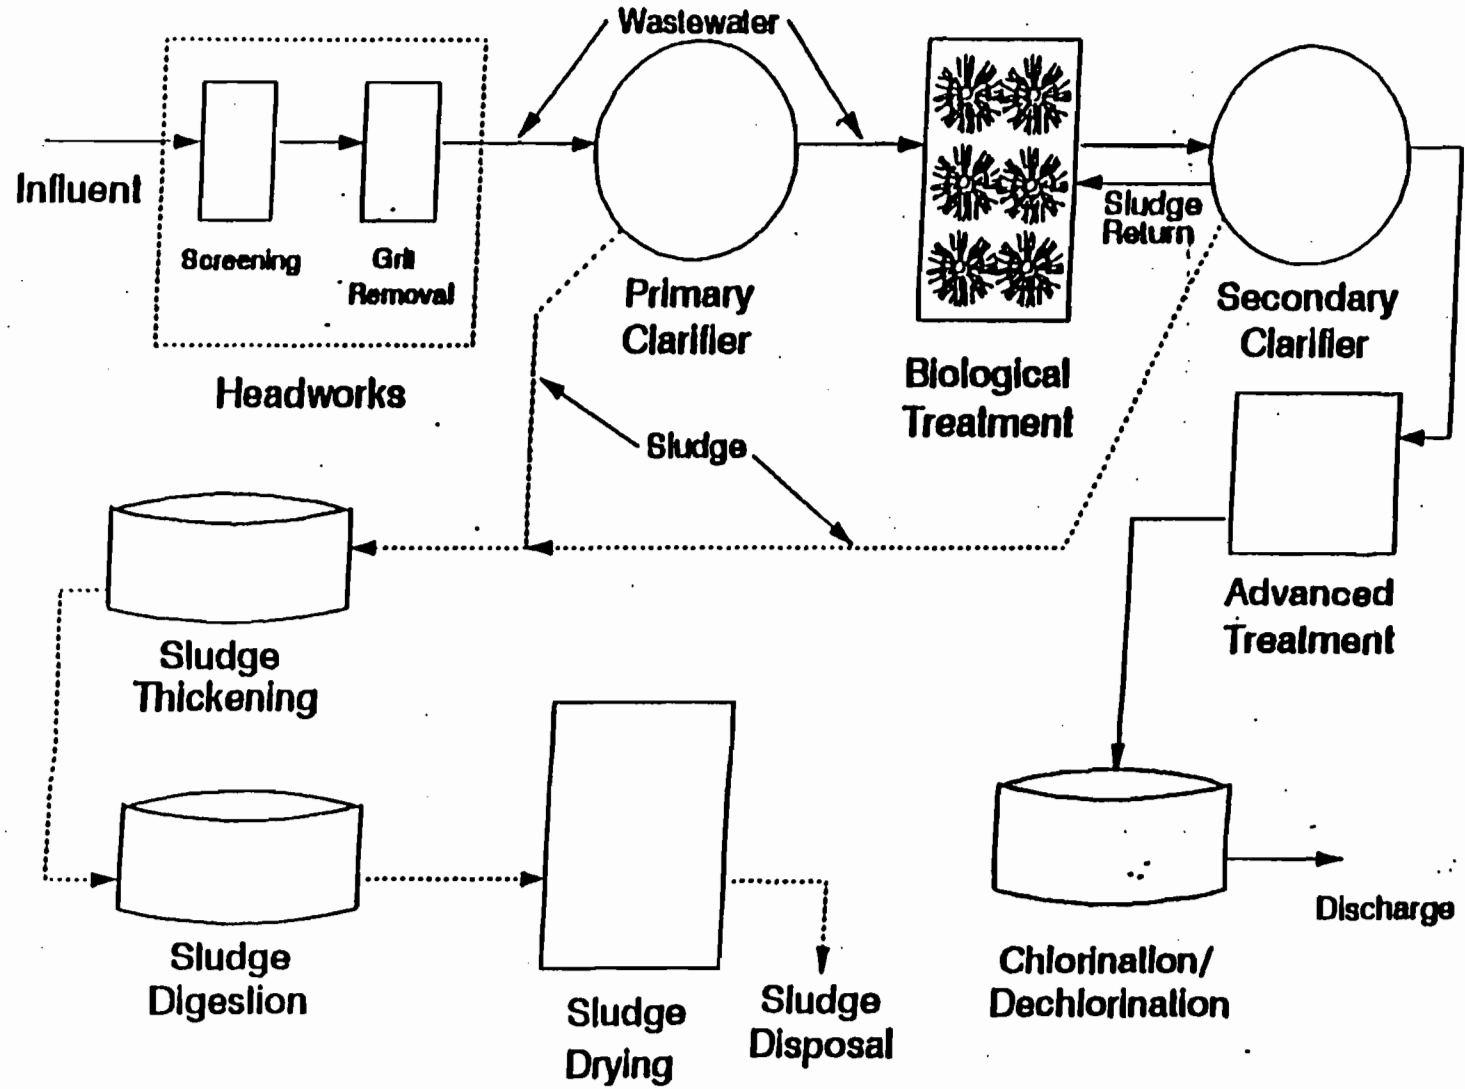 Wastewater
Influent
Screening
Grit
Removal
Headworks
Primary
Clarifier
Biological
Treatment
Sludge
Return
Secondary
Clarifier
Sludge
Advanced
Treatment
Sludge
Thickening
Sludge
Digestion
Sludge
Drying
Sludge
Disposal
Chlorination/
Dechlorination
Discharge